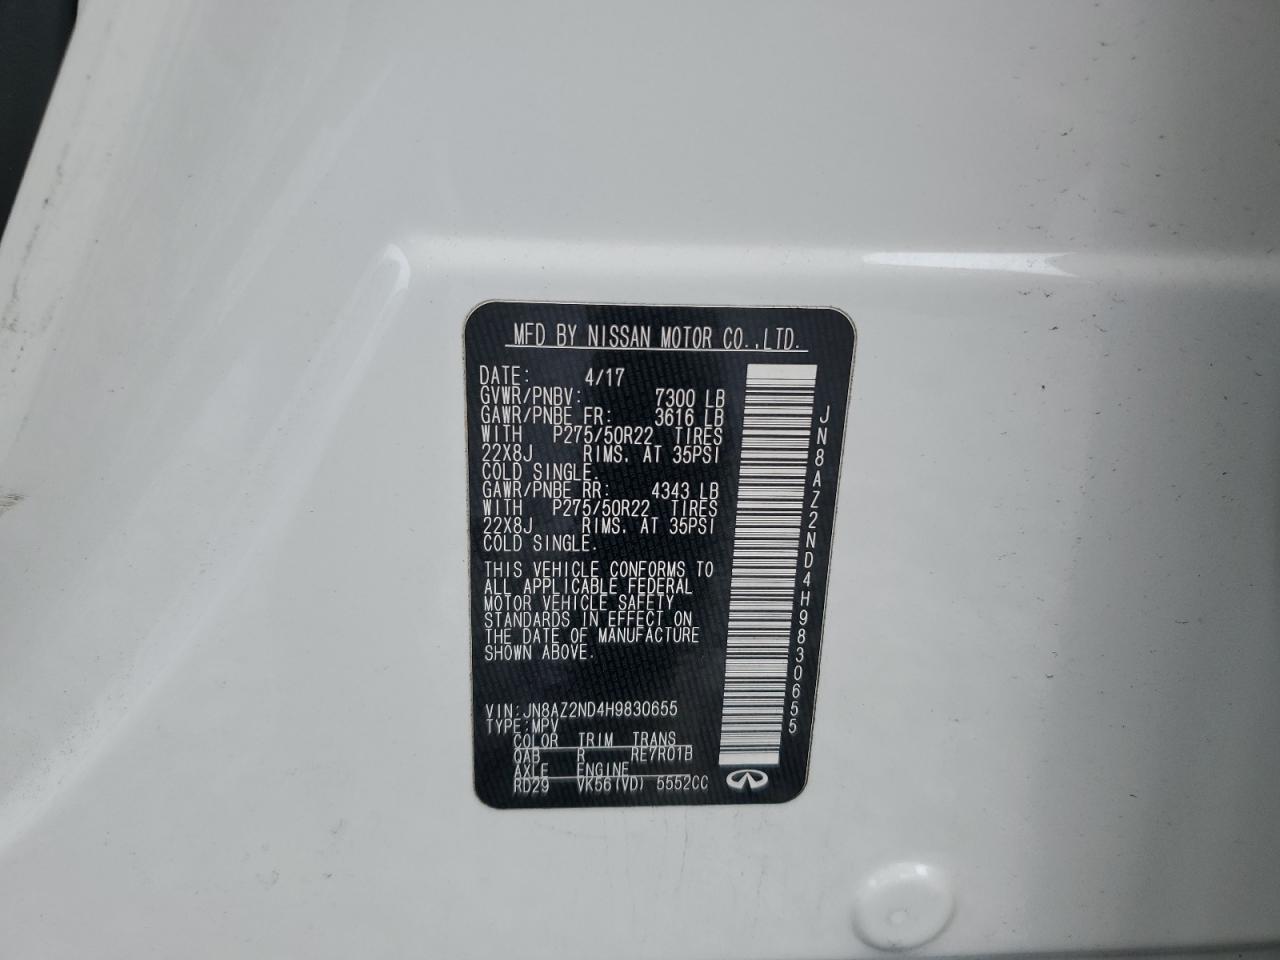 MFD BY NISSAN MOTOR CO.,LTD.
DATE: 4/17
GVWR/PNBV: 7300 LB
GAWR/PNBE FR: 3616 LB
WITH P275/50R22 TIRES
22X8J RIMS. AT 35PSI
COLD SINGLE.
GAWR/PNBE RR: 4343 LB
WITH P275/50R22 TIRES
22X8J RIMS. AT 35PSI
COLD SINGLE.
THIS VEHICLE CONFORMS TO
ALL APPLICABLE FEDERAL
MOTOR VEHICLE SAFETY
STANDARDS IN EFFECT ON
THE DATE OF MANUFACTURE
SHOWN ABOVE.
VIN:JN8AZ2ND4H9830655
TYPE:MPV
COLOR TRIM TRANS
QAB R RE7R01B
AXLE ENGINE
RD29 VK56(VD) 5552CC
JN8AZ2ND4H9830655